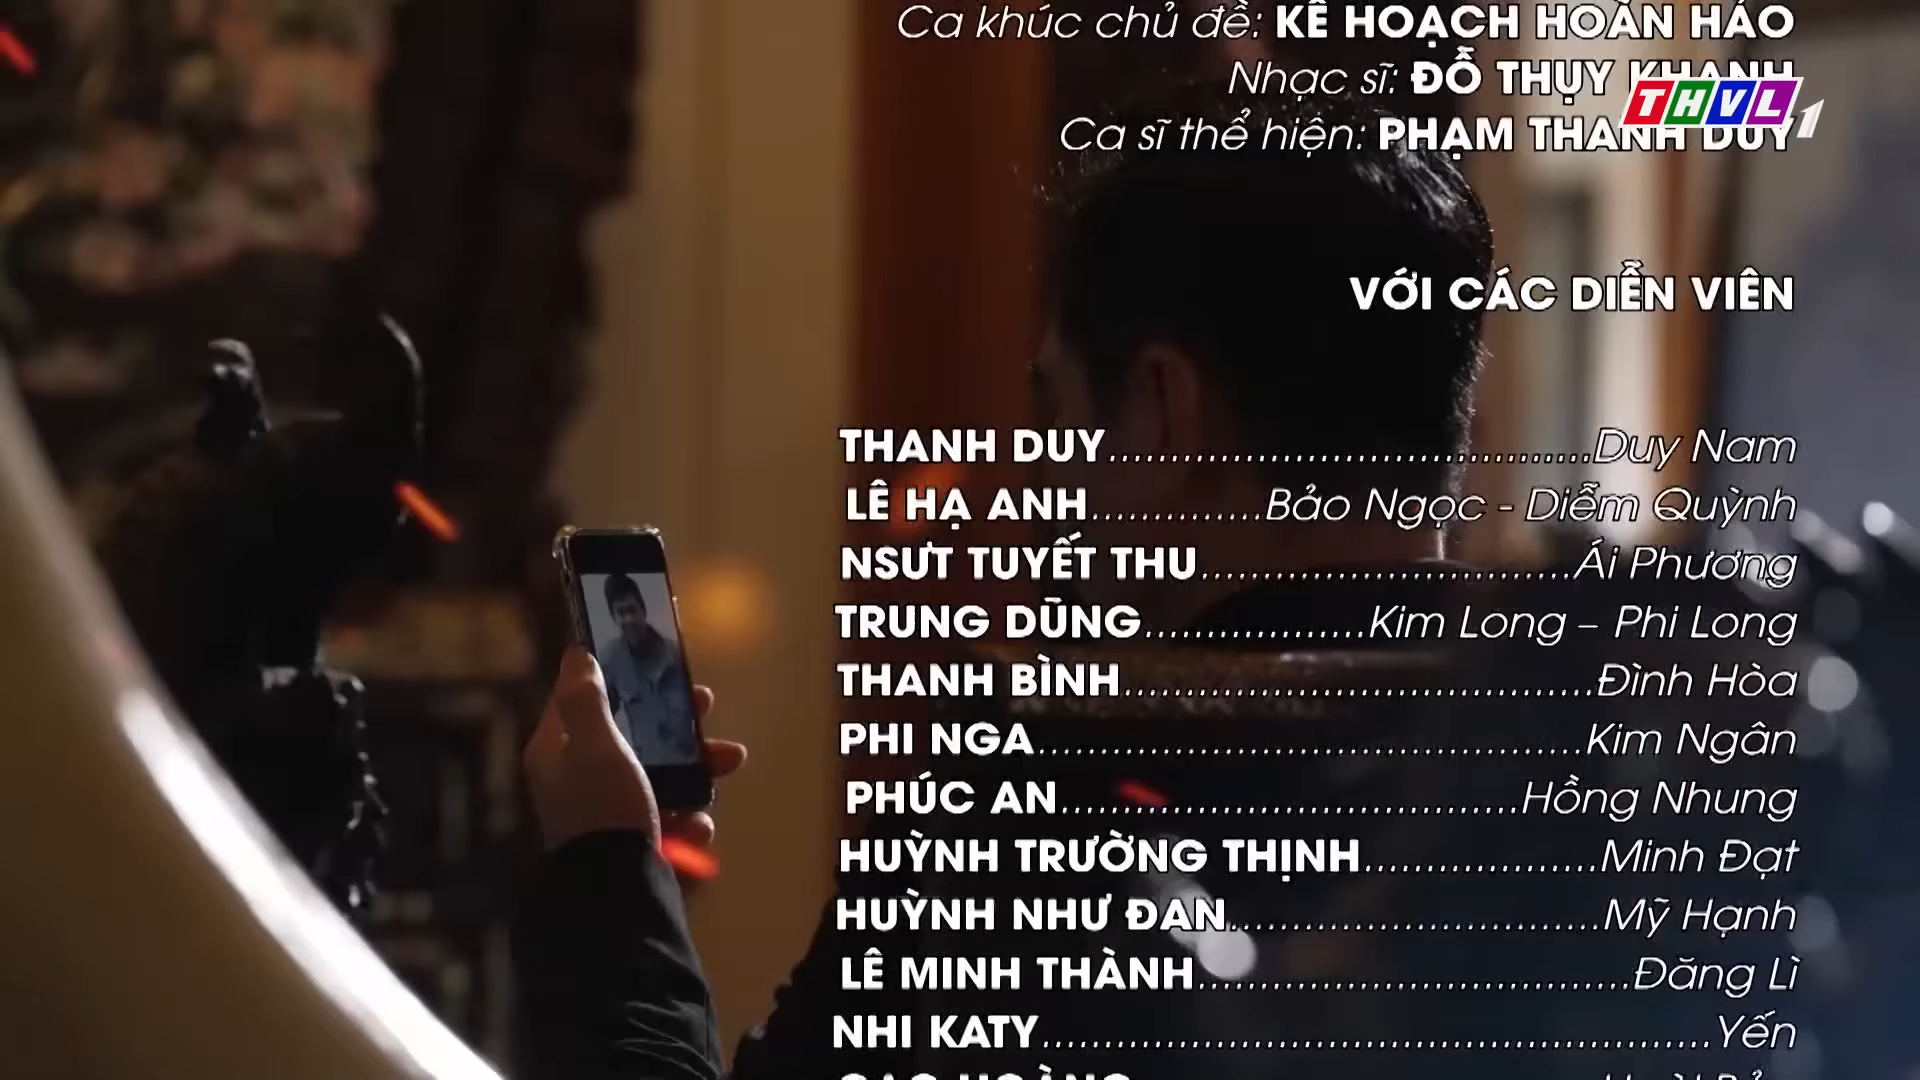 Ca khúc chủ đề: KẾ HOẠCH HOÀN HẢO
Nhạc sĩ: ĐỖ THỤY KHANH
THVL1
Ca sĩ thể hiện: PHẠM THANH DUY
VỚI CÁC DIỄN VIÊN
THANH DUY.......................................Duy Nam
LÊ HẠ ANH..............Bảo Ngọc - Diễm Quỳnh
NSƯT TUYẾT THU..............................Ái Phương
TRUNG DŨNG..................Kim Long – Phi Long
THANH BÌNH......................................Đình Hòa
PHI NGA............................................Kim Ngân
PHÚC AN.....................................Hồng Nhung
HUỲNH TRƯỜNG THỊNH...................Minh Đạt
HUỲNH NHƯ ĐAN..............................Mỹ Hạnh
LÊ MINH THÀNH...................................Đăng Lì
NHI KATY......................................................Yến